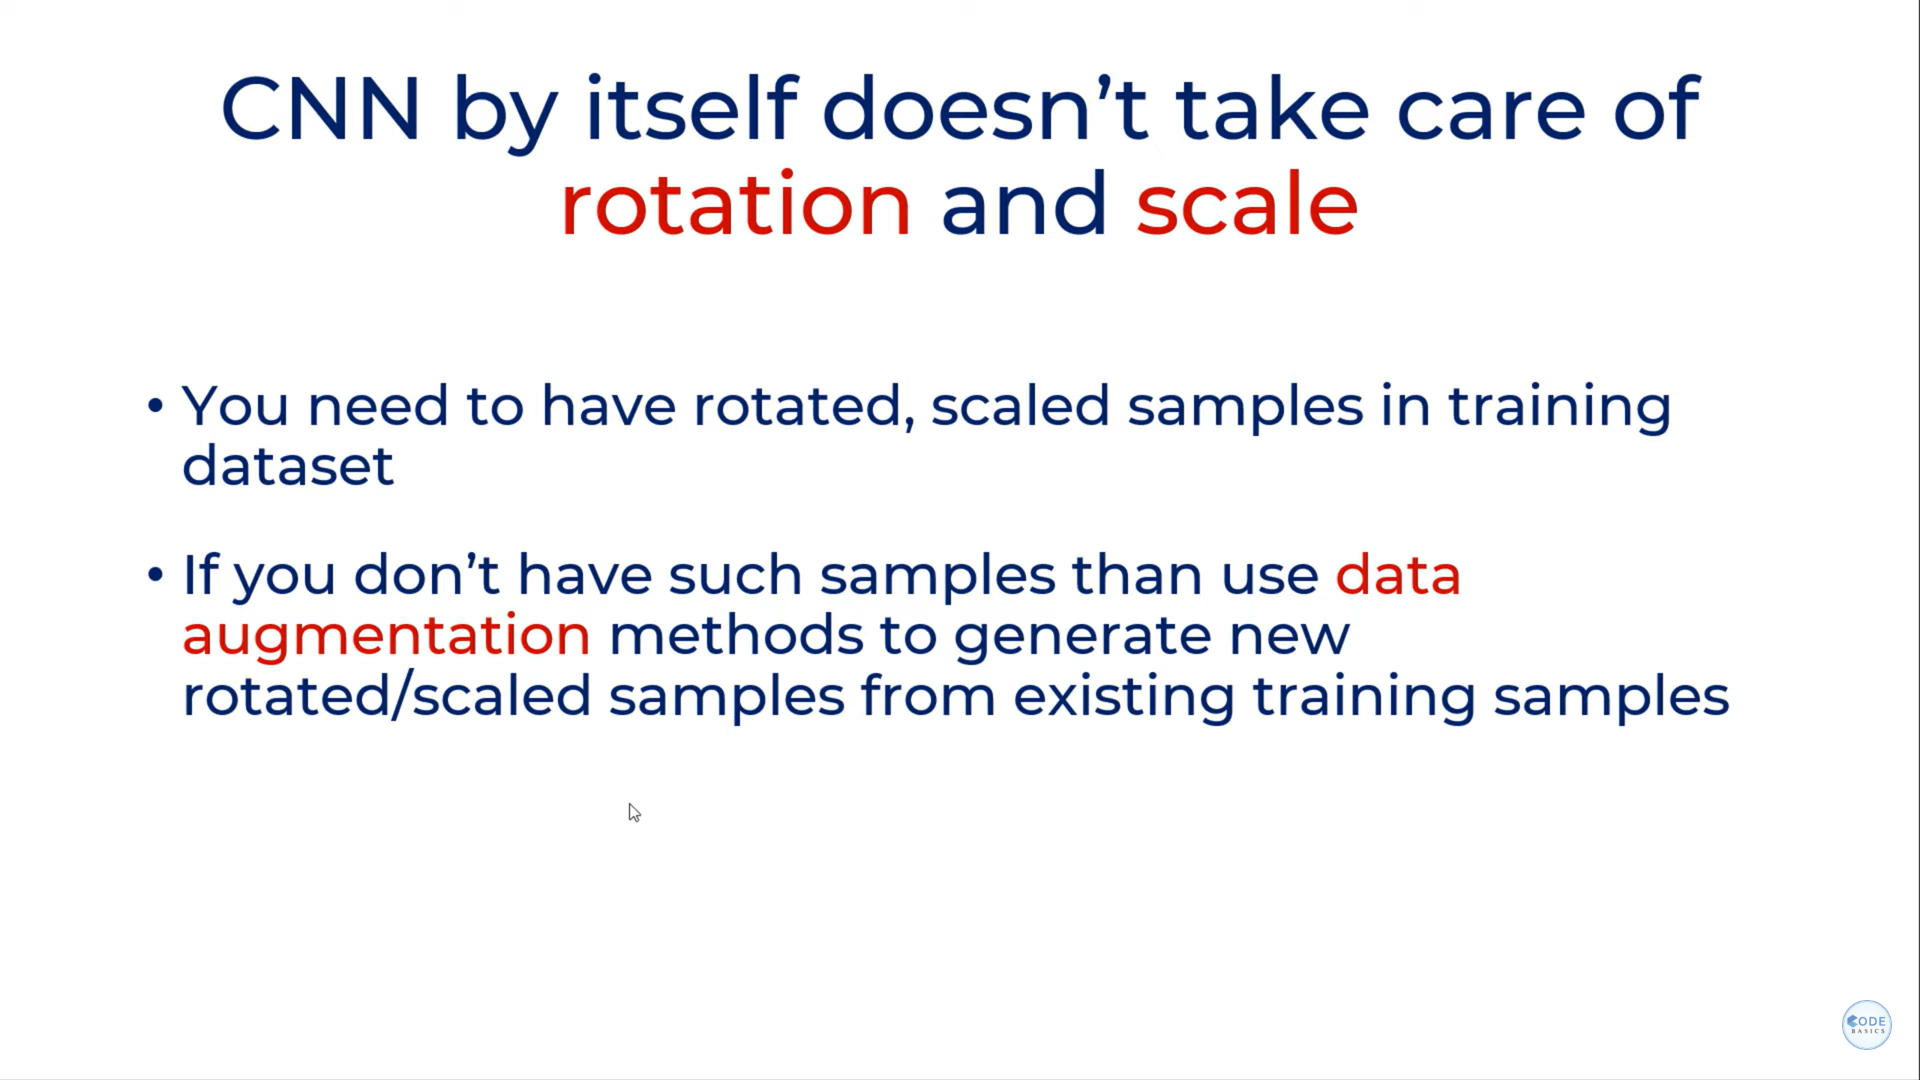 CNN by itself doesn’t take care of
rotation and scale
• You need to have rotated, scaled samples in training
dataset
• If you don’t have such samples than use data
augmentation methods to generate new
rotated/scaled samples from existing training samples
CODE
BASICS